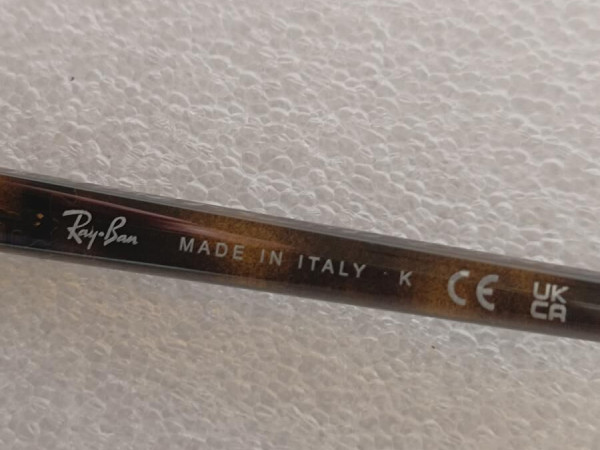 Ray-Ban MADE IN ITALY K CE UK
CA